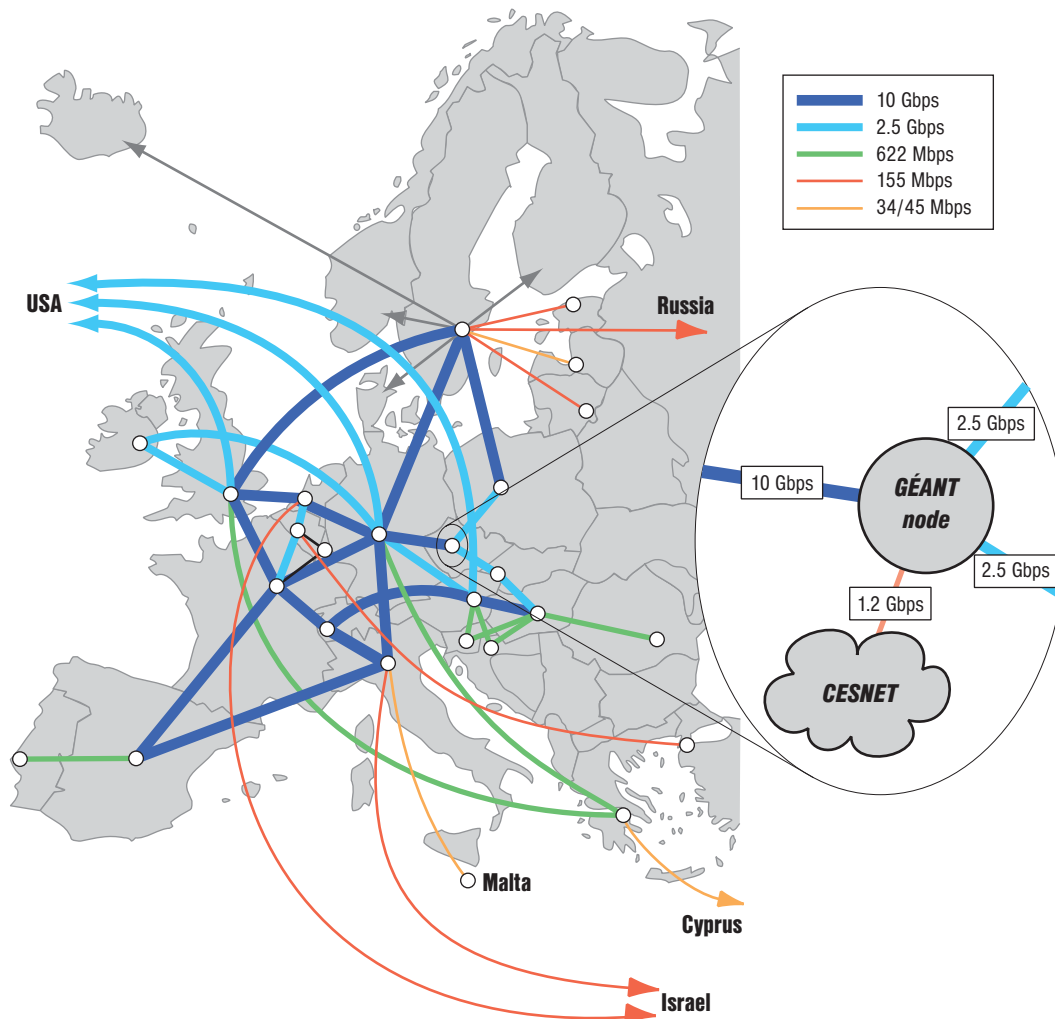 10 Gbps
2.5 Gbps
622 Mbps
155 Mbps
34/45 Mbps
USA
Russia
2.5 Gbps
10 Gbps
GÉANT
node
2.5 Gbps
1.2 Gbps
CESNET
Malta
Cyprus
Israel